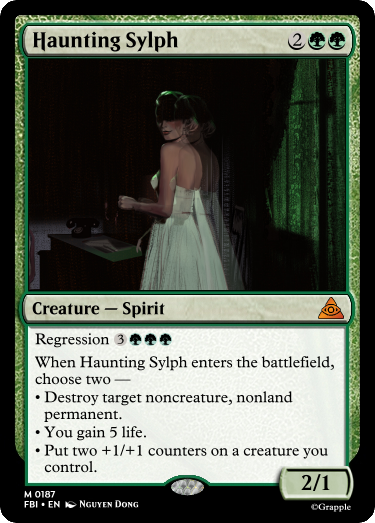 Haunting Sylph 2
Creature — Spirit
Regression 3
When Haunting Sylph enters the battlefield,
choose two —
• Destroy target noncreature, nonland
permanent.
• You gain 5 life.
• Put two +1/+1 counters on a creature you
control.
2/1
M 0187
FBI • EN Nguyen Dong
©Grapple